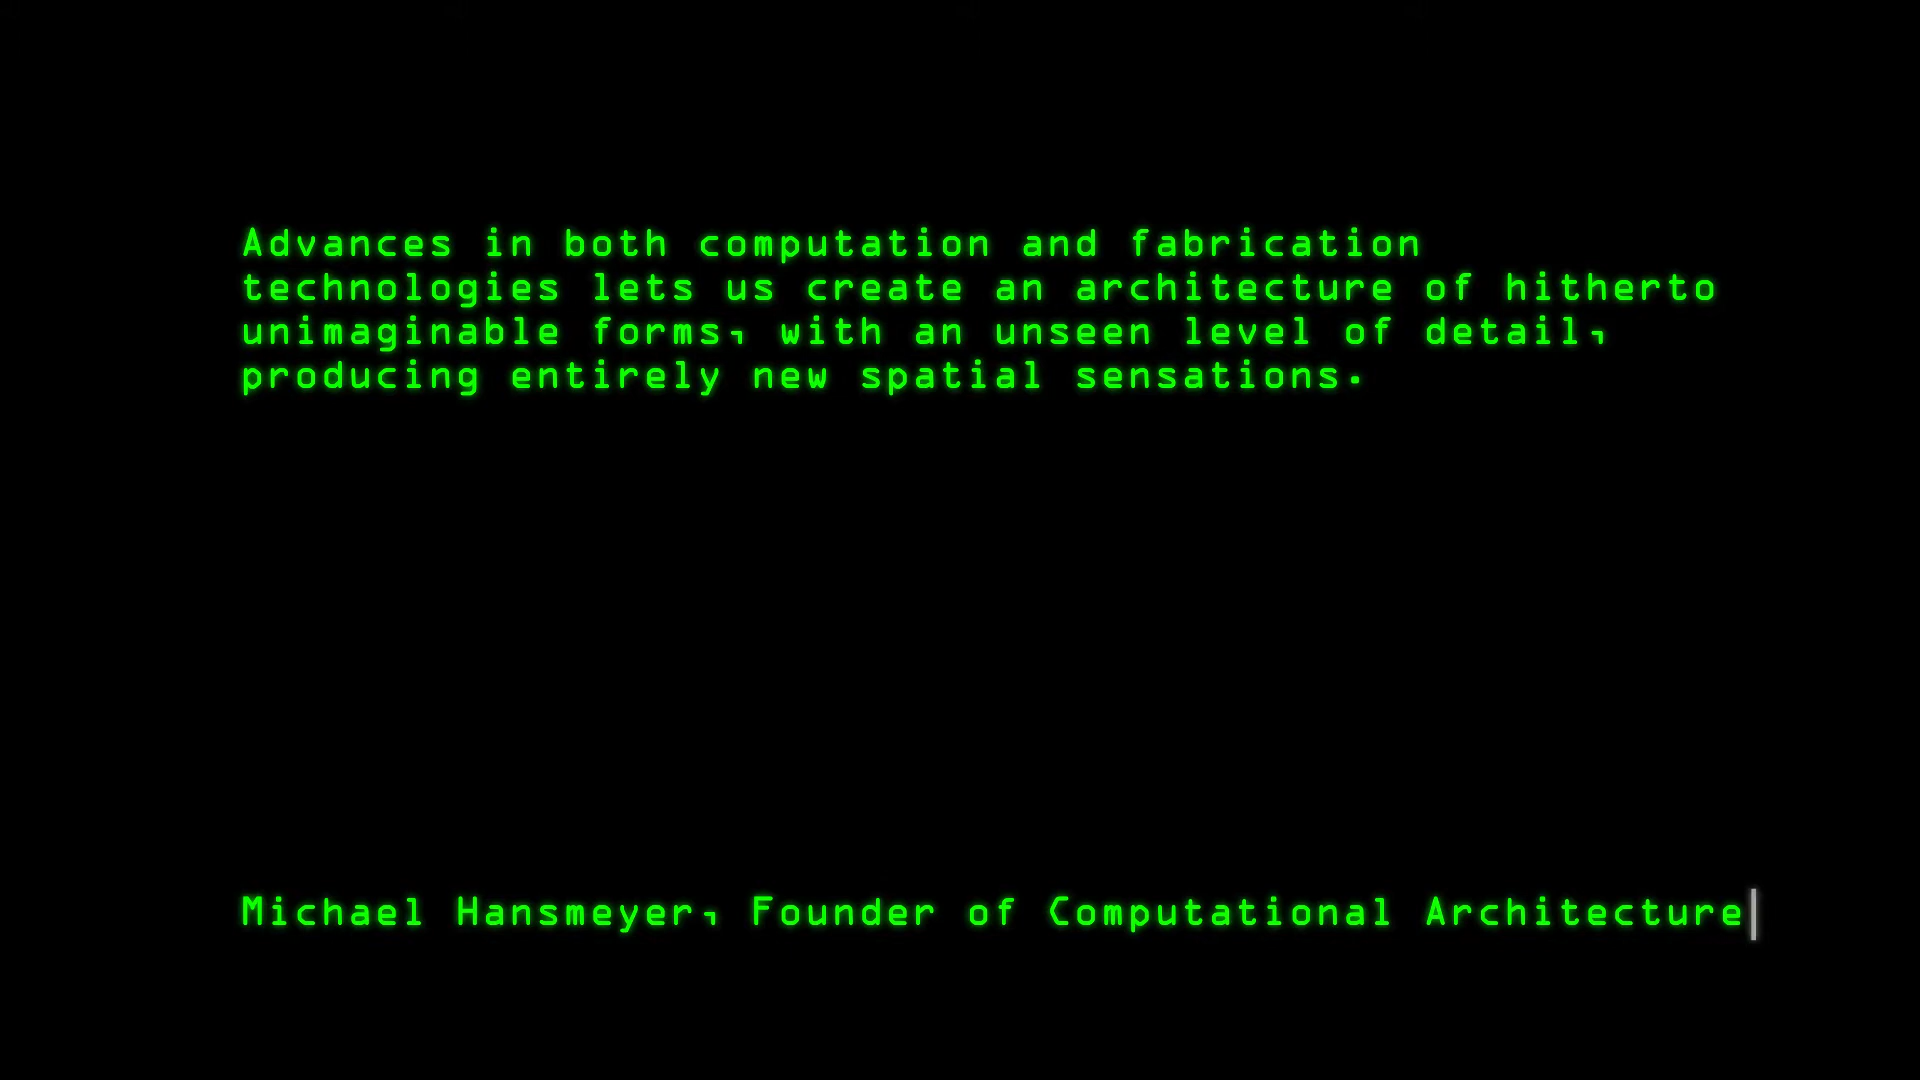 Advances in both computation and fabrication
technologies lets us create an architecture of hitherto
unimaginable forms, with an unseen level of detail,
producing entirely new spatial sensations.
Michael Hansmeyer, Founder of Computational Architecture